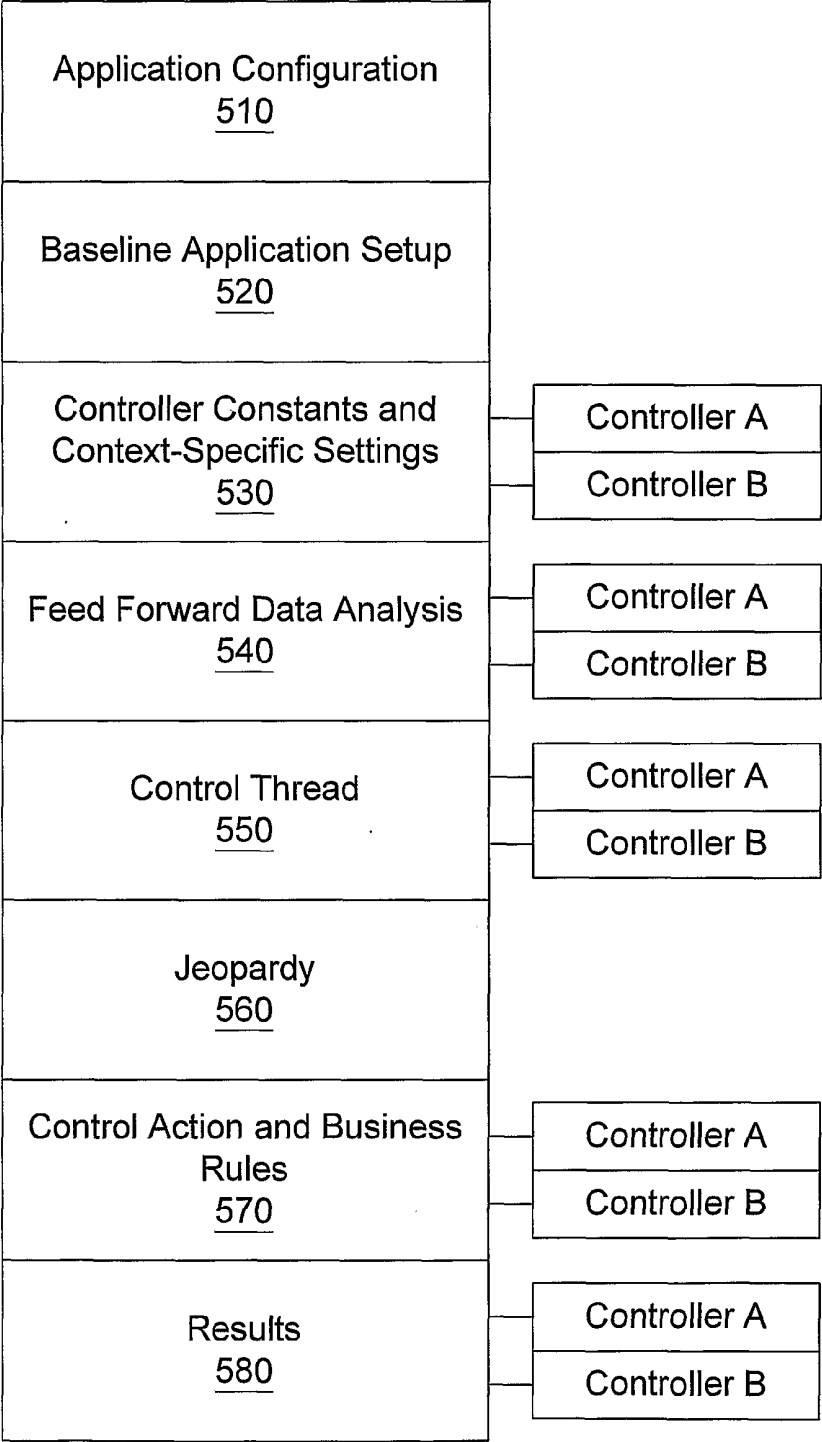 Application Configuration
510
Baseline Application Setup
520
Controller Constants and
Context-Specific Settings
530
Controller A
Controller B
Feed Forward Data Analysis
540
Controller A
Controller B
Control Thread
550
Controller A
Controller B
Jeopardy
560
Control Action and Business
Rules
570
Controller A
Controller B
Results
580
Controller A
Controller B